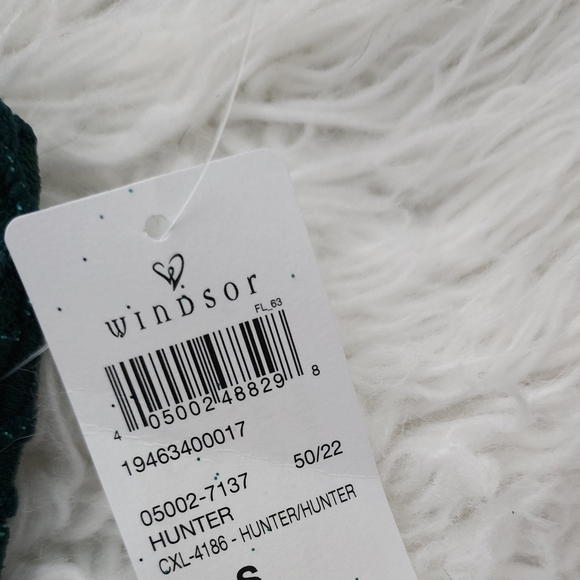 WINDSOR
FL_63
4 05002 48829 8
19463400017
50/22
05002-7137
HUNTER
CXL-4186 - HUNTER/HUNTER
S